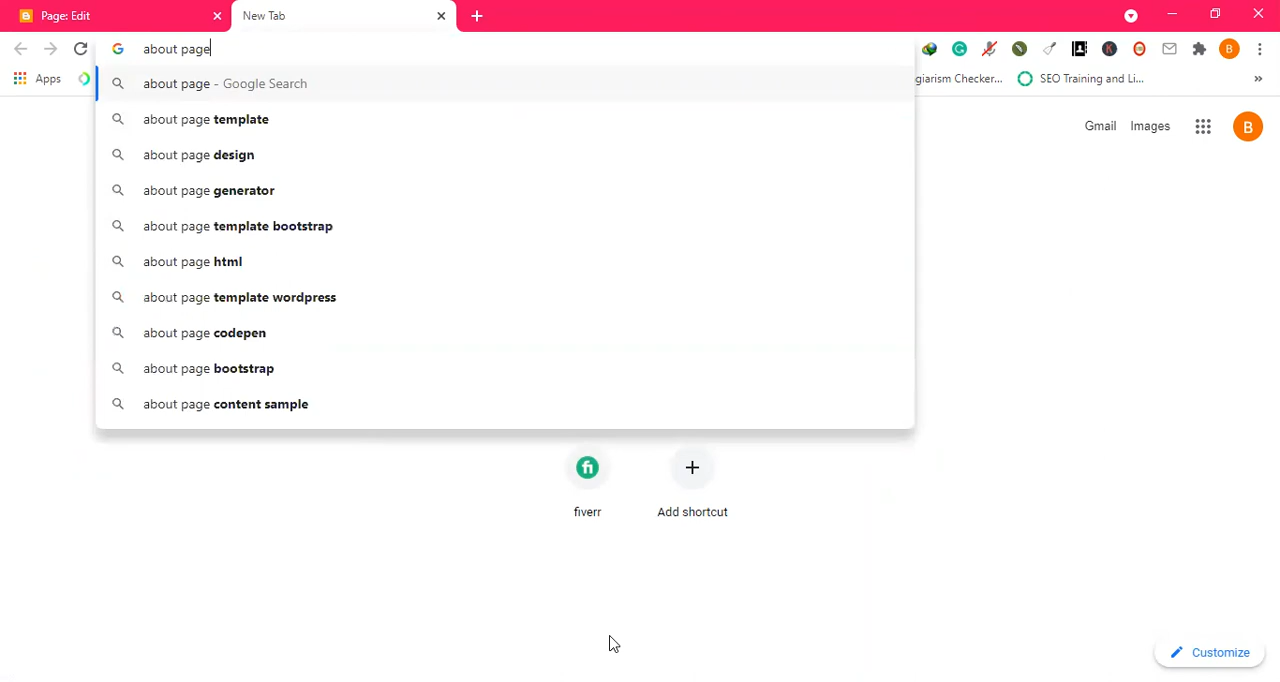 Page: Edit
New Tab
about page
about page - Google Search
about page template
about page design
about page generator
about page template bootstrap
about page html
about page template wordpress
about page codepen
about page bootstrap
about page content sample
Apps
giarism Checker...
SEO Training and Li...
B
Gmail
Images
B
fi
fiverr
Add shortcut
Customize